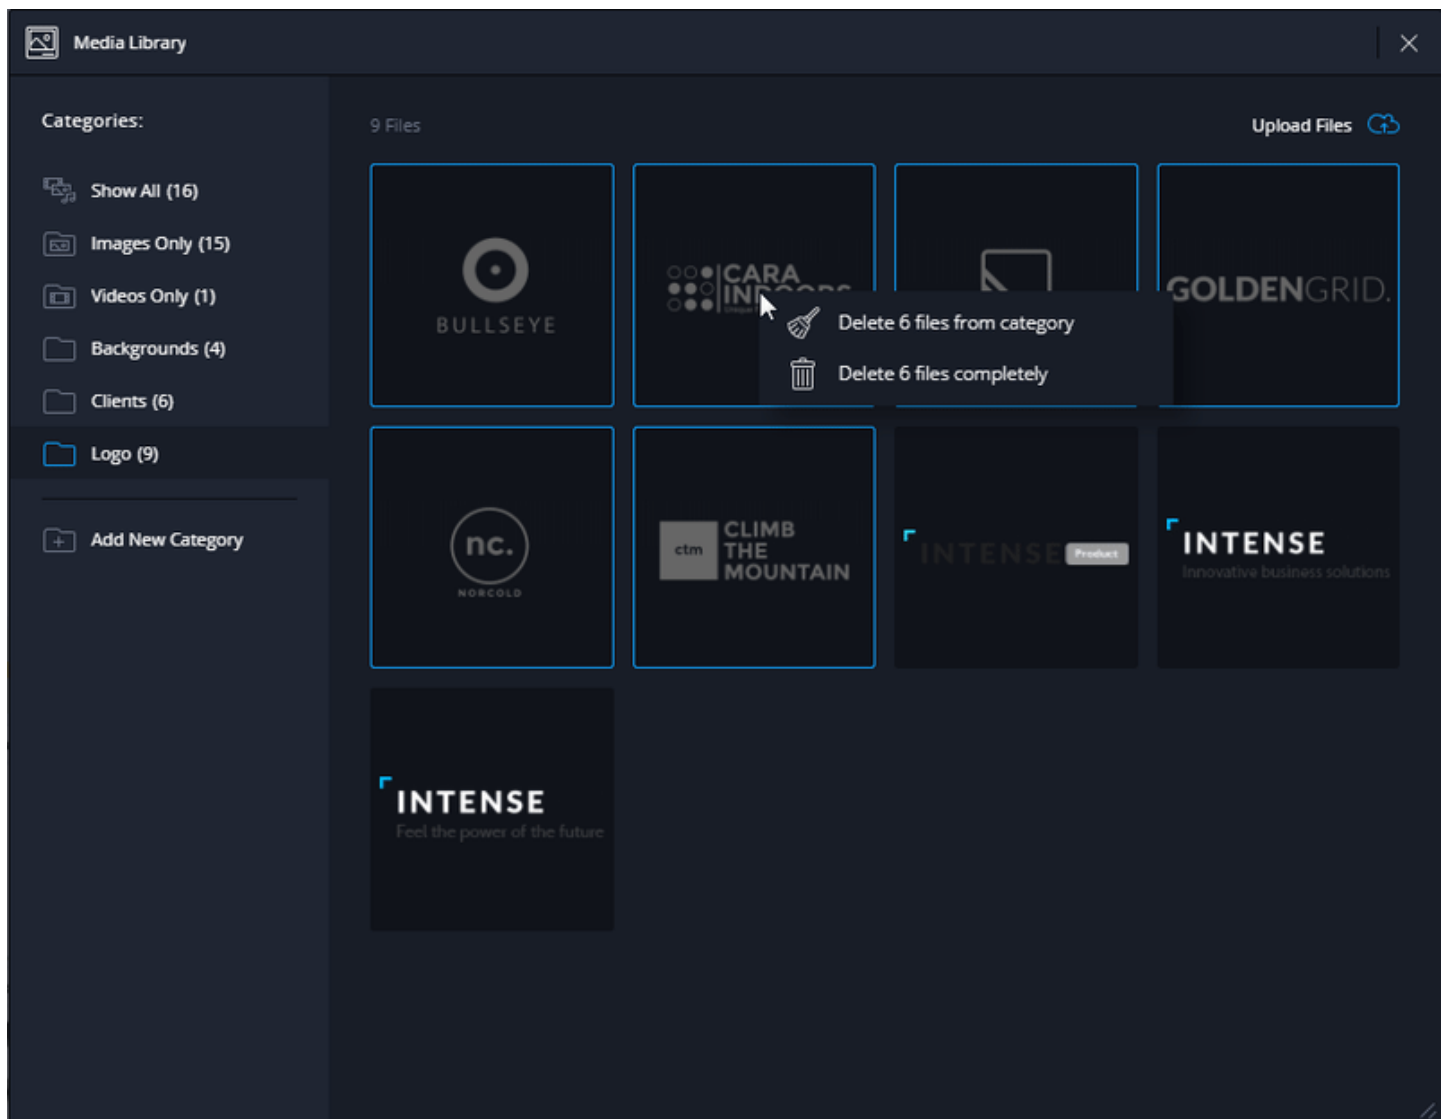 Media Library
Categories:
Show All (16)
Images Only (15)
Videos Only (1)
Backgrounds (4)
Clients (6)
Logo (9)
Add New Category
9 Files
Upload Files
BULLSEYE
CARA
INDOORS
Unique
GOLDENGRID.
Delete 6 files from category
Delete 6 files completely
nc.
NORCOLD
ctm
CLIMB
THE
MOUNTAIN
INTENSE Product
INTENSE
Innovative business solutions
INTENSE
Feel the power of the future